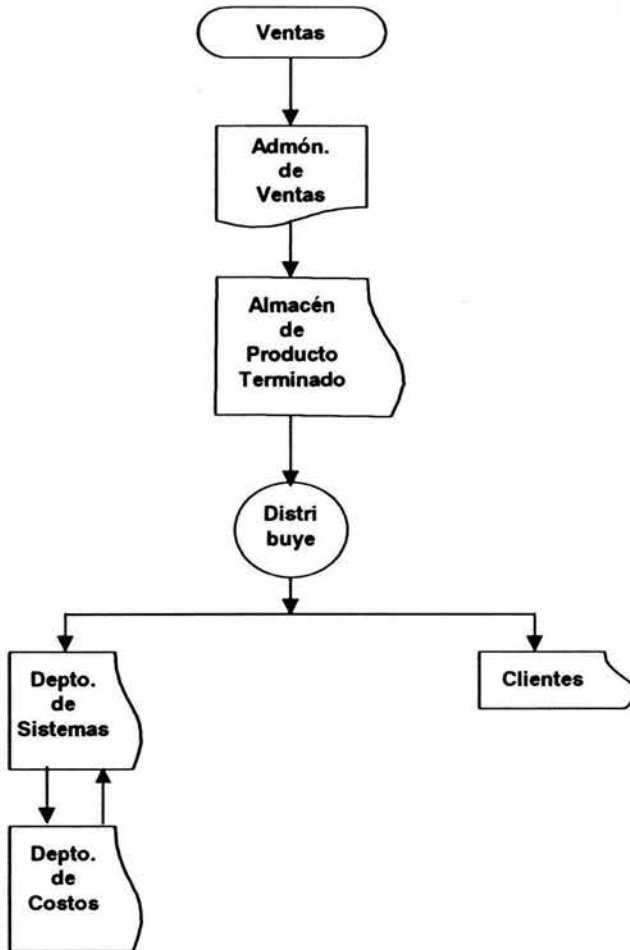 Ventas
Admón.
de
Ventas
Almacén
de
Producto
Terminado
Distri
buye
Depto.
de
Sistemas
Clientes
Depto.
de
Costos